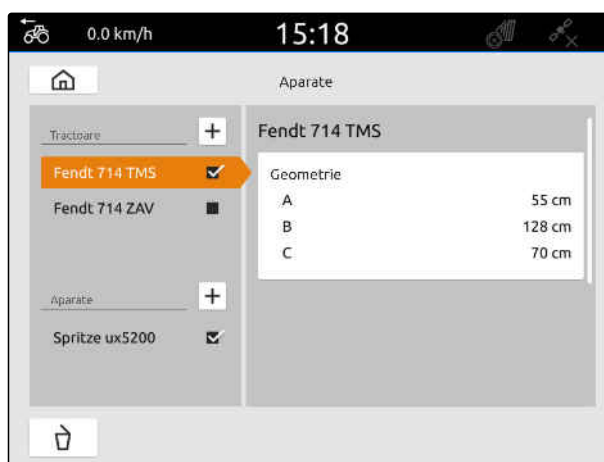 0.0 km/h
15:18
Aparate
Tractoare
Fendt 714 TMS
Fendt 714 ZAV
Aparate
Spritze ux5200
Fendt 714 TMS
Geometrie
A 55 cm
B 128 cm
C 70 cm